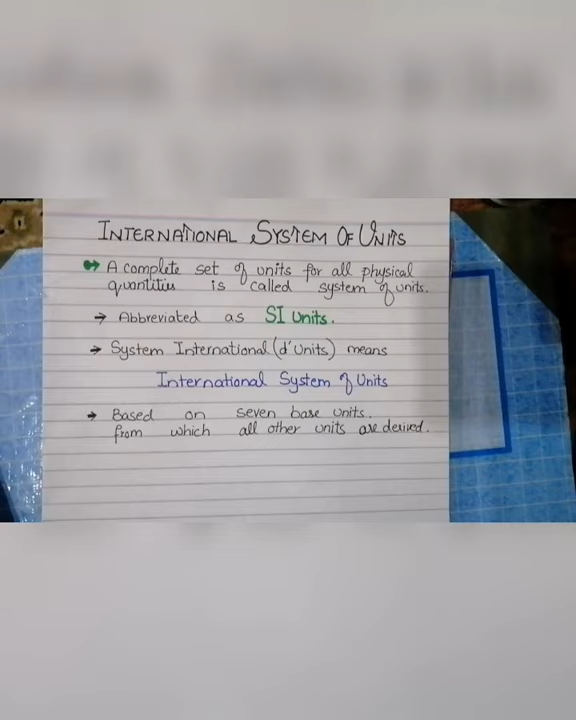 INTERNATIONAL SYSTEM OF UNITS
A complete set of units for all physical
quantities is called system of units.
→ Abbreviated as SI Units.
→ System International (d'Units) means
International System of Units
→ Based on seven base units.
from which all other units are derived.